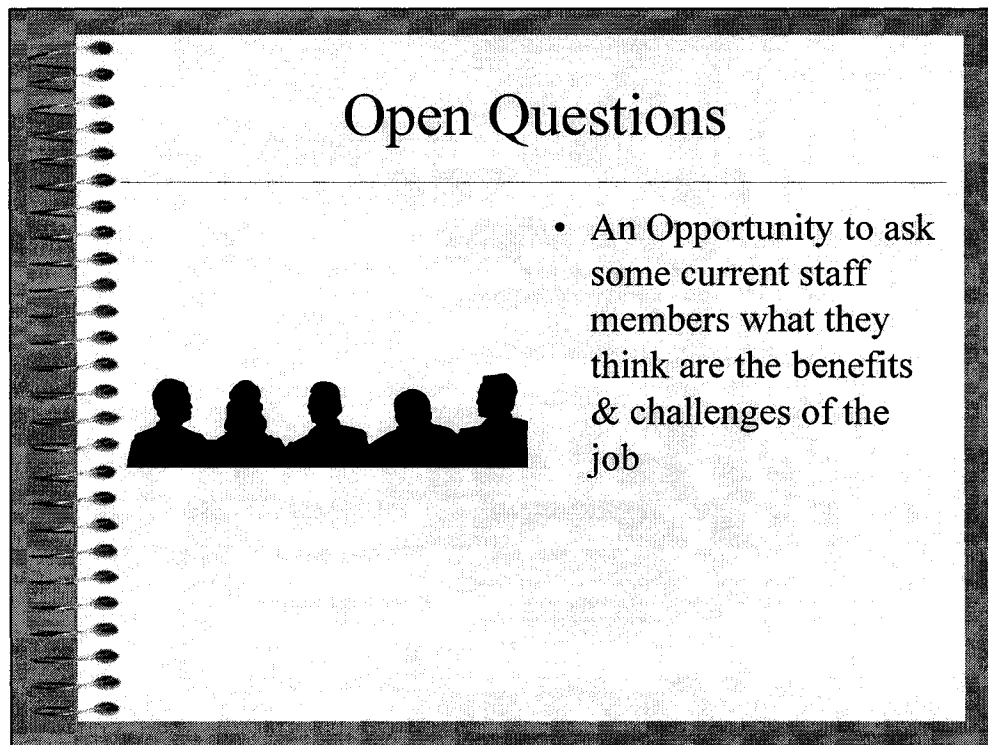 Open Questions
• An Opportunity to ask
some current staff
members what they
think are the benefits
& challenges of the
job